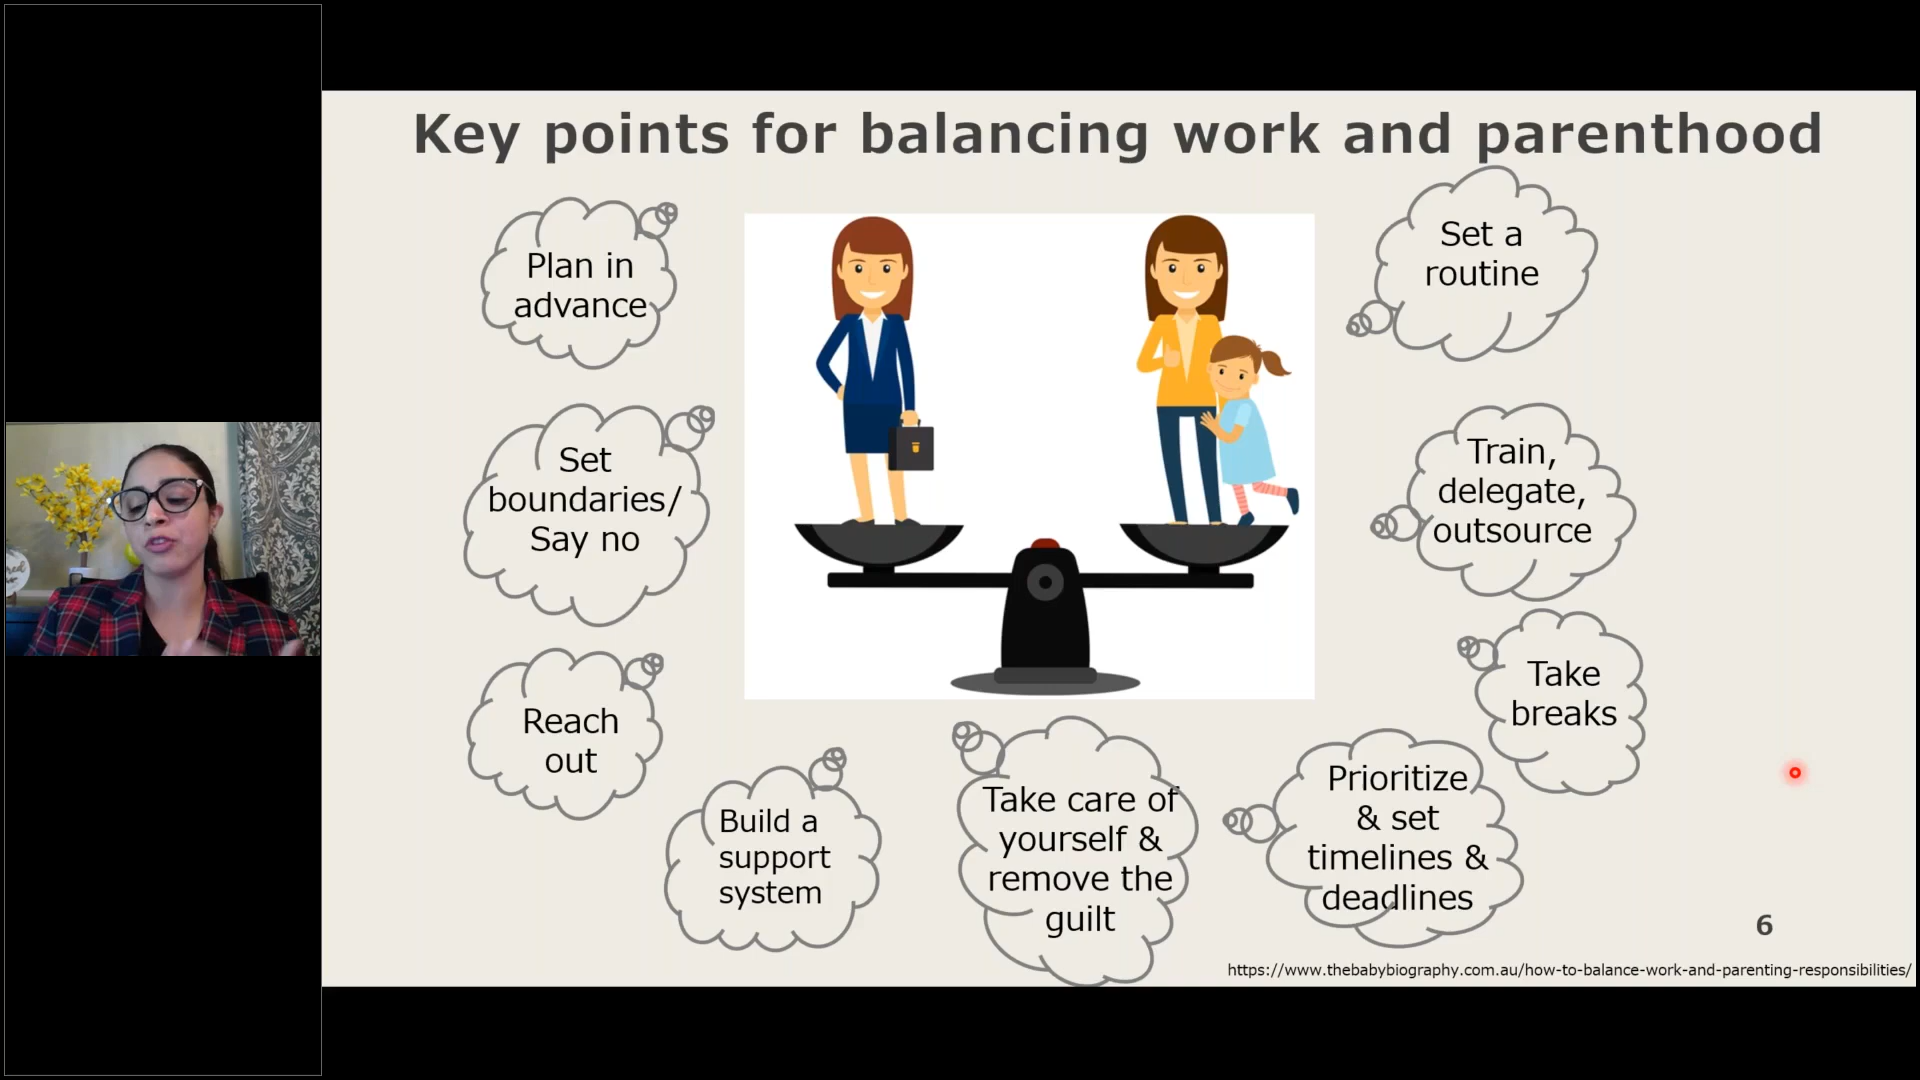 Key points for balancing work and parenthood
Plan in
advance
Set a
routine
Set
boundaries/
Say no
Train,
delegate,
outsource
Reach
out
Take
breaks
Build a
support
system
Take care of
yourself &
remove the
guilt
Prioritize
& set
timelines &
deadlines
6
https://www.thebabybiography.com.au/how-to-balance-work-and-parenting-responsibilities/